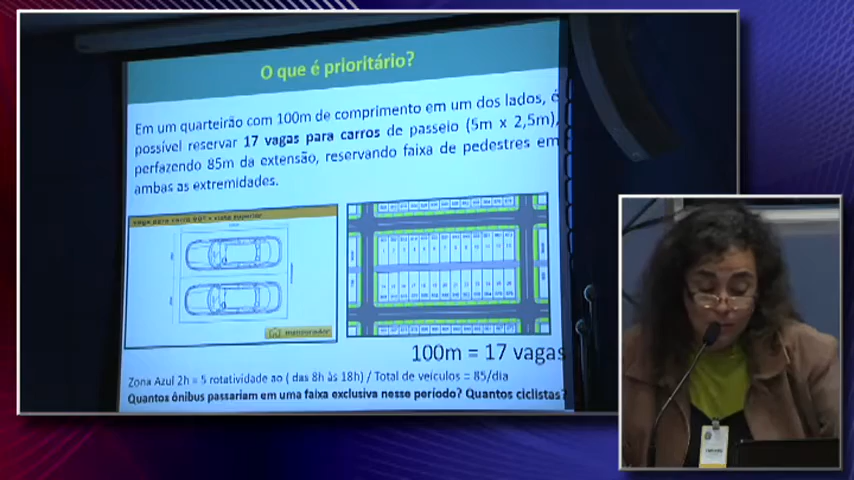 O que é prioritário?
Em um quarteirão com 100m de comprimento em um dos lados, é
possível reservar 17 vagas para carros de passeio (5m x 2,5m),
perfazendo 85m da extensão, reservando faixa de pedestres em
ambas as extremidades.
100m = 17 vagas
Zona Azul 2h = 5 rotatividade ao ( das 8h às 18h) / Total de veículos = 85/dia
Quantos ônibus passariam em uma faixa exclusiva nesse período? Quantos ciclistas?